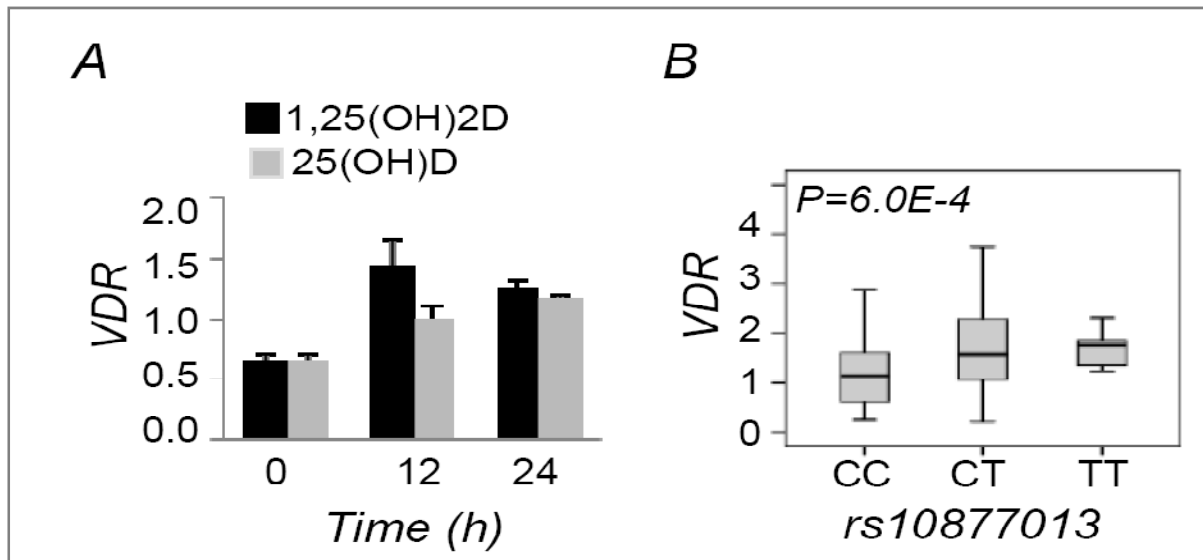 A
1,25(OH)2D
25(OH)D
2.0
1.5
1.0
0.5
0.0
VDR
0 12 24
Time (h)
B
P=6.0E-4
4
3
2
1
0
VDR
CC CT TT
rs10877013